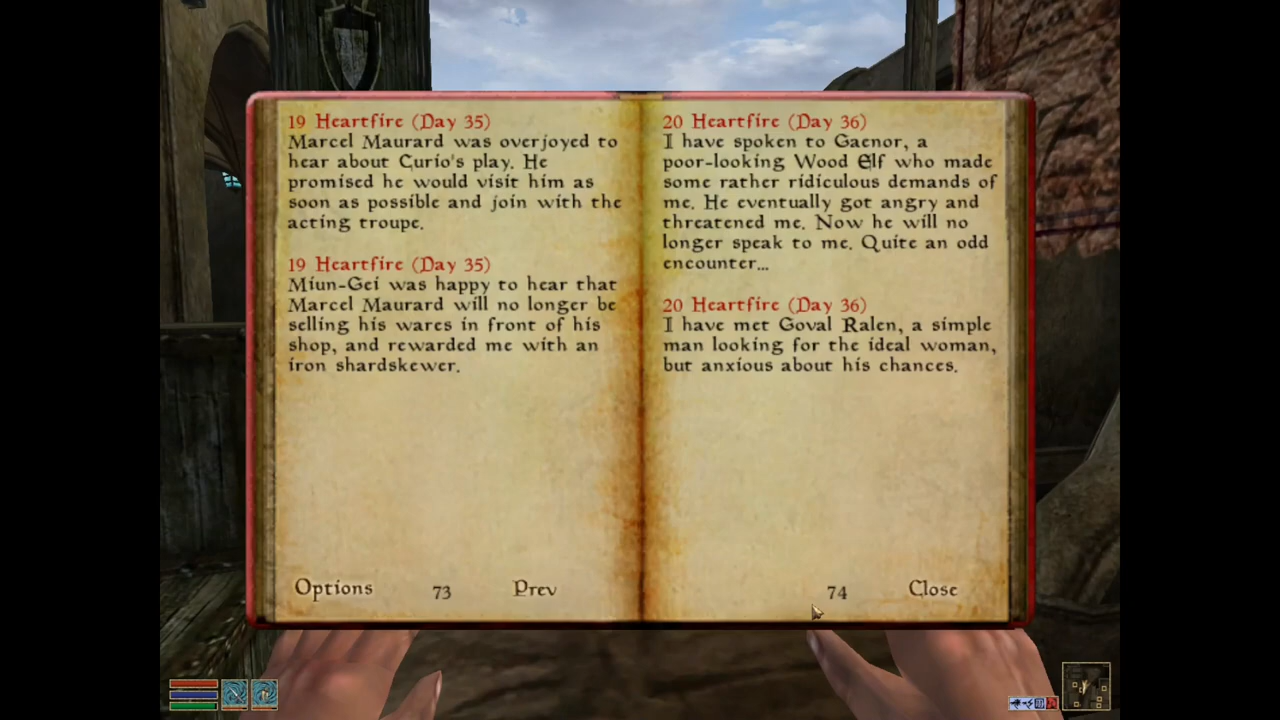 19 Heartfire (Day 35)
Marcel Maurard was overjoyed to
hear about Curio's play. He
promised he would visit him as
soon as possible and join with the
acting troupe.
19 Heartfire (Day 35)
Miun-Gei was happy to hear that
Marcel Maurard will no longer be
selling his wares in front of his
shop, and rewarded me with an
iron shardskewer.
Options
73
Prev
20 Heartfire (Day 36)
I have spoken to Gaenor, a
poor-looking Wood Elf who made
some rather ridiculous demands of
me. He eventually got angry and
threatened me. Now he will no
longer speak to me. Quite an odd
encounter...
20 Heartfire (Day 36)
I have met Goval Ralen, a simple
man looking for the ideal woman,
but anxious about his chances.
74
Close